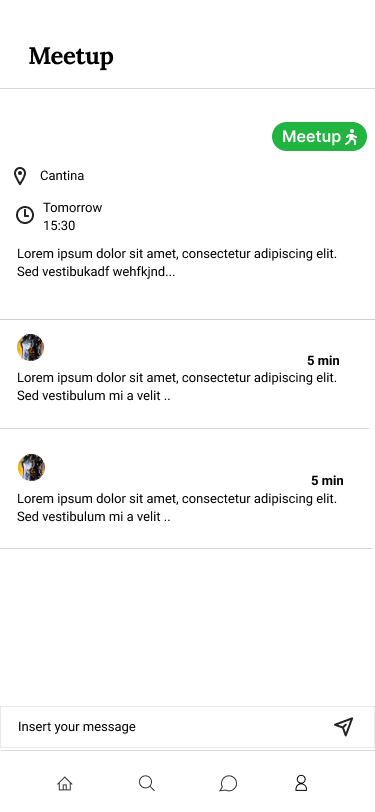 Meetup
Meetup
Cantina
Tomorrow
15:30
Lorem ipsum dolor sit amet, consectetur adipiscing elit.
Sed vestibukadf wehfkjnd...
5 min
Lorem ipsum dolor sit amet, consectetur adipiscing elit.
Sed vestibulum mi a velit ..
5 min
Lorem ipsum dolor sit amet, consectetur adipiscing elit.
Sed vestibulum mi a velit ..
Insert your message